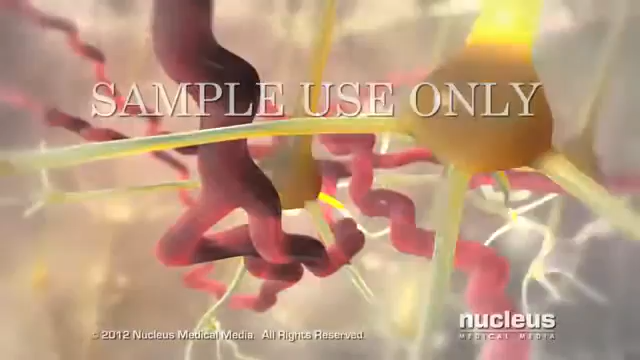 SAMPLE USE ONLY
nucleus
MEDICAL MEDIA
© 2012 Nucleus Medical Media. All Rights Reserved.